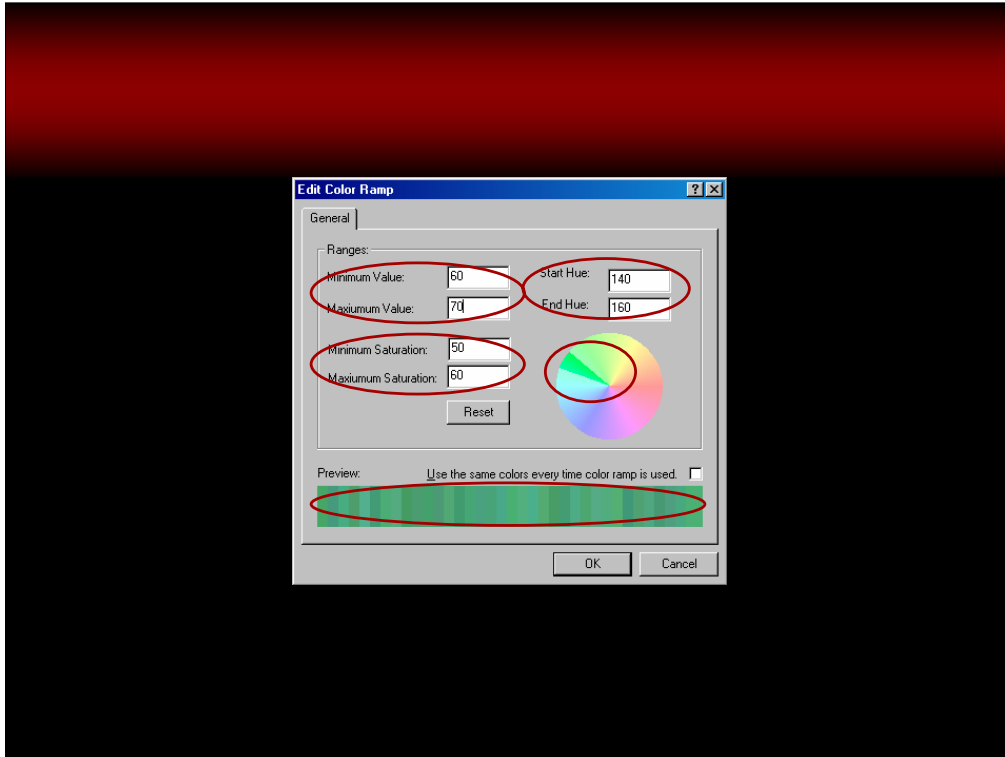 Edit Color Ramp
General
Ranges:
Minimum Value: 60
Start Hue: 140
Maxiumum Value: 70
End Hue: 160
Minimum Saturation: 50
Maxiumum Saturation: 60
Reset
Preview:
Use the same colors every time color ramp is used.
OK
Cancel